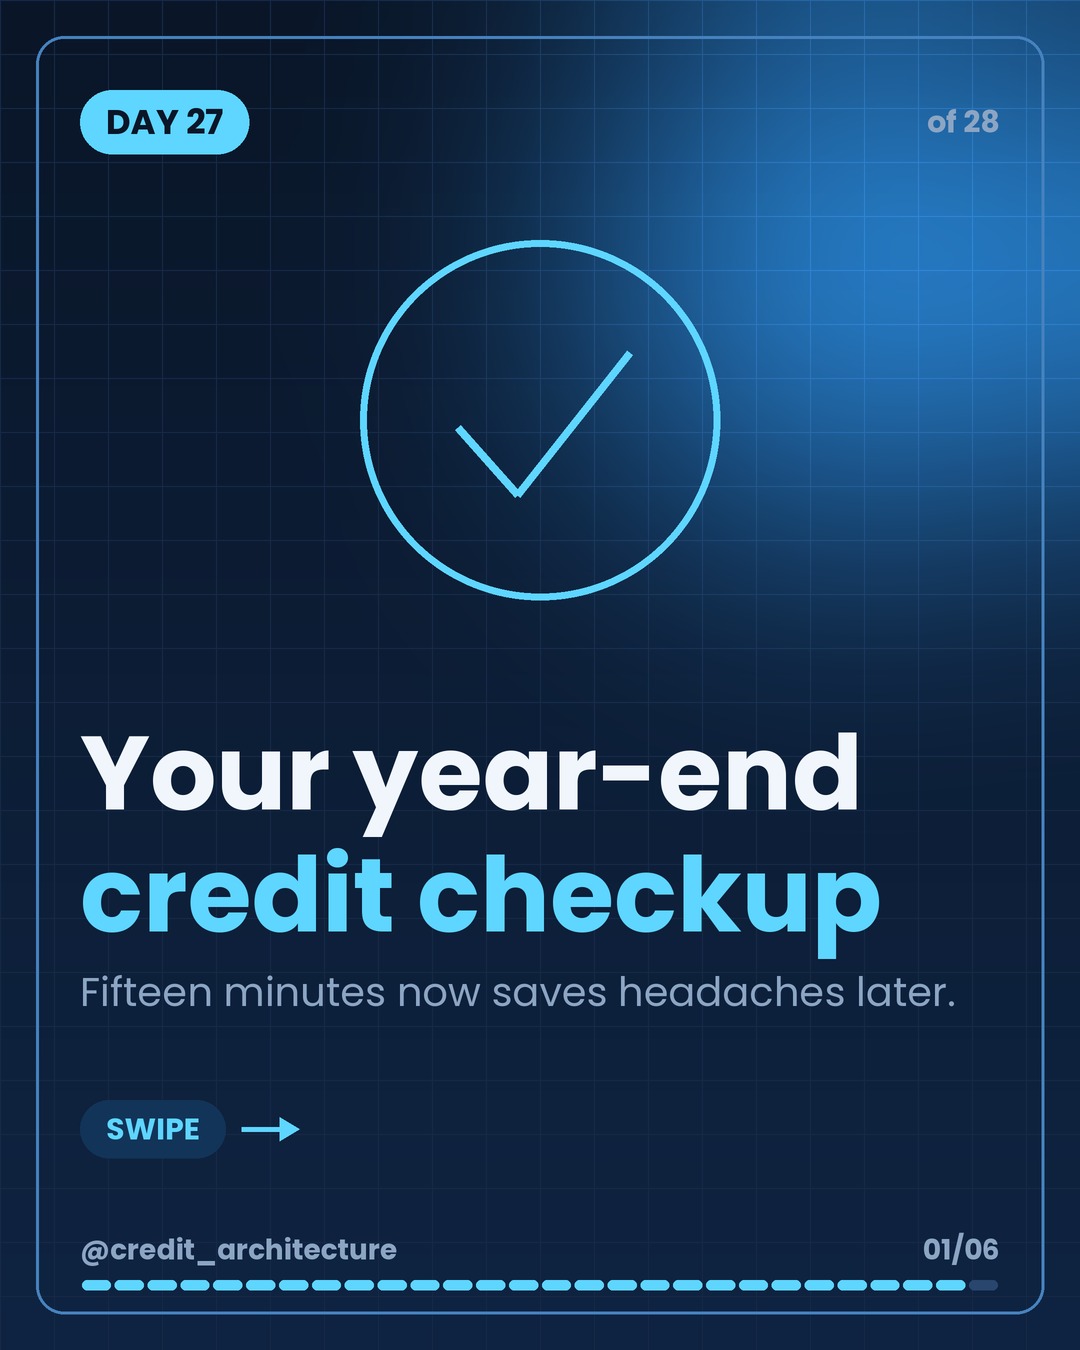 DAY 27
of 28
Your year-end
credit checkup
Fifteen minutes now saves headaches later.
SWIPE
@credit_architecture
01/06